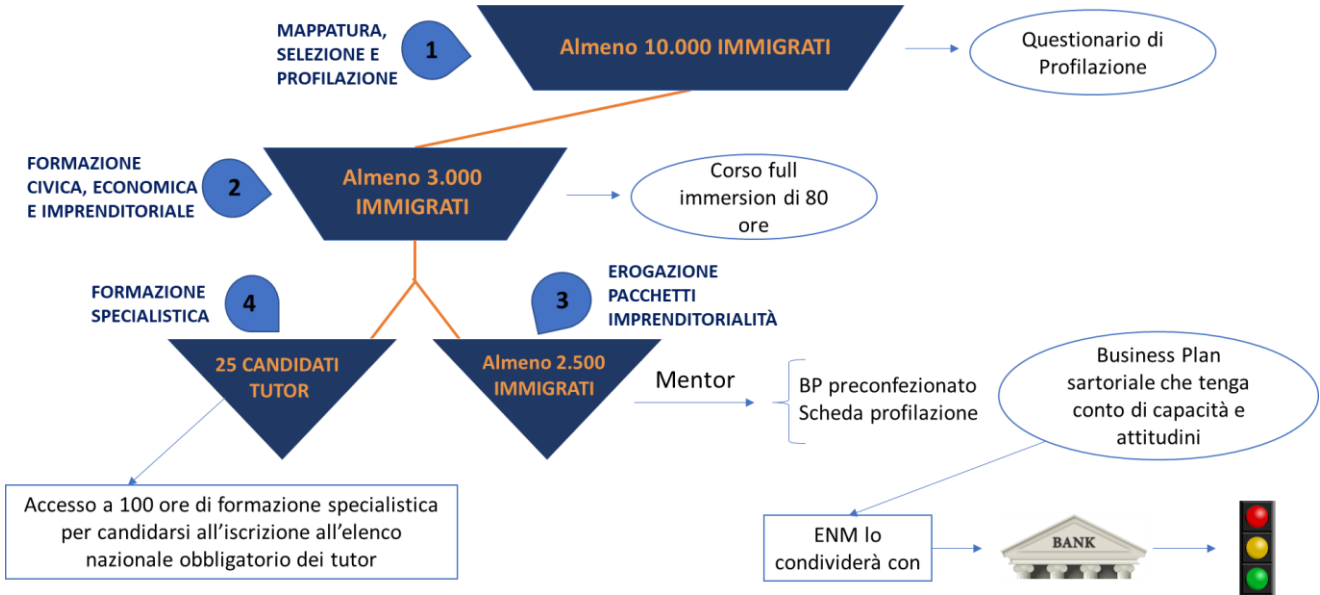 MAPPATURA,
SELEZIONE E
PROFILAZIONE
1
Almeno 10.000 IMMIGRATI
Questionario di
Profilazione
FORMAZIONE
CIVICA, ECONOMICA
E IMPRENDITORIALE
2
Almeno 3.000
IMMIGRATI
Corso full
immersion di 80
ore
FORMAZIONE
SPECIALISTICA
4
3
EROGAZIONE
PACCHETTI
IMPRENDITORIALITÀ
25 CANDIDATI
TUTOR
Almeno 2.500
IMMIGRATI
Mentor
BP preconfezionato
Scheda profilazione
Business Plan
sartoriale che tenga
conto di capacità e
attitudini
Accesso a 100 ore di formazione specialistica
per candidarsi all’iscrizione all’elenco
nazionale obbligatorio dei tutor
ENM lo
condividerà con
BANK